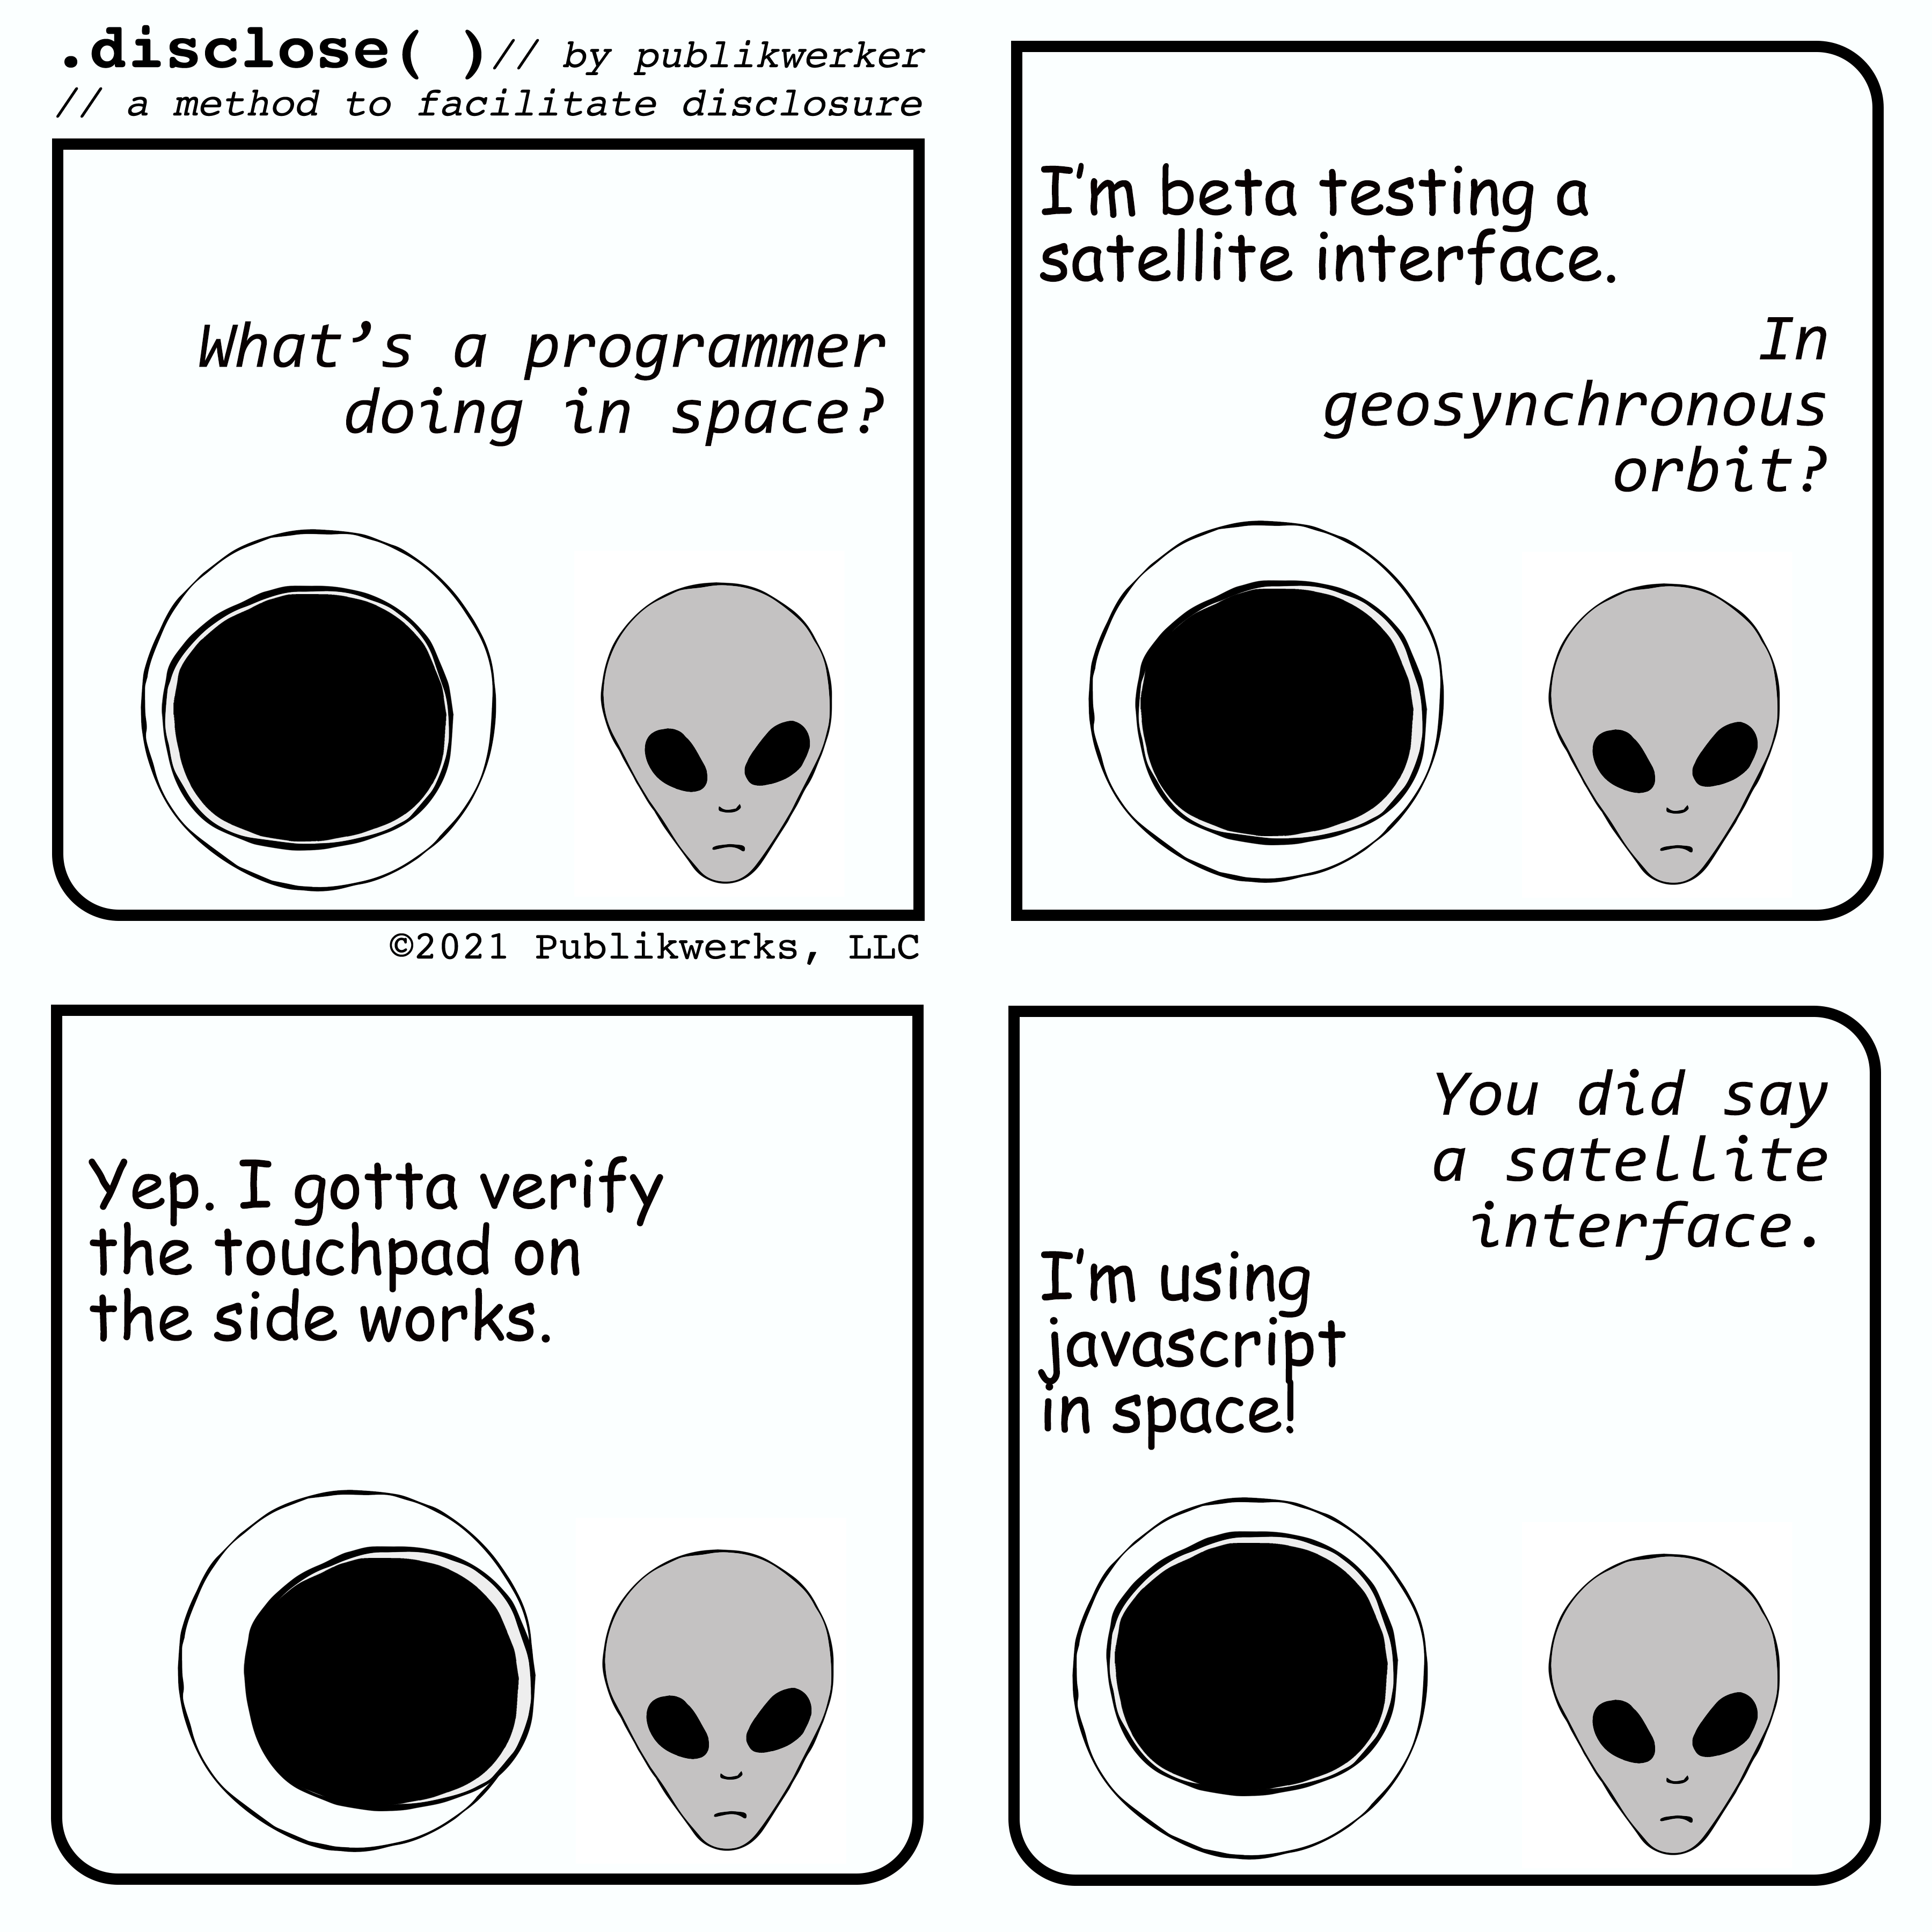 .disclose( )// by publikwerker
// a method to facilitate disclosure
What's a programmer
doing in space?
©2021 Publikwerks, LLC
I'm beta testing a
satellite interface.
In
geosynchronous
orbit?
Yep. I gotta verify
the touchpad on
the side works.
You did say
a satellite
interface.
I'm using
javascript
in space!